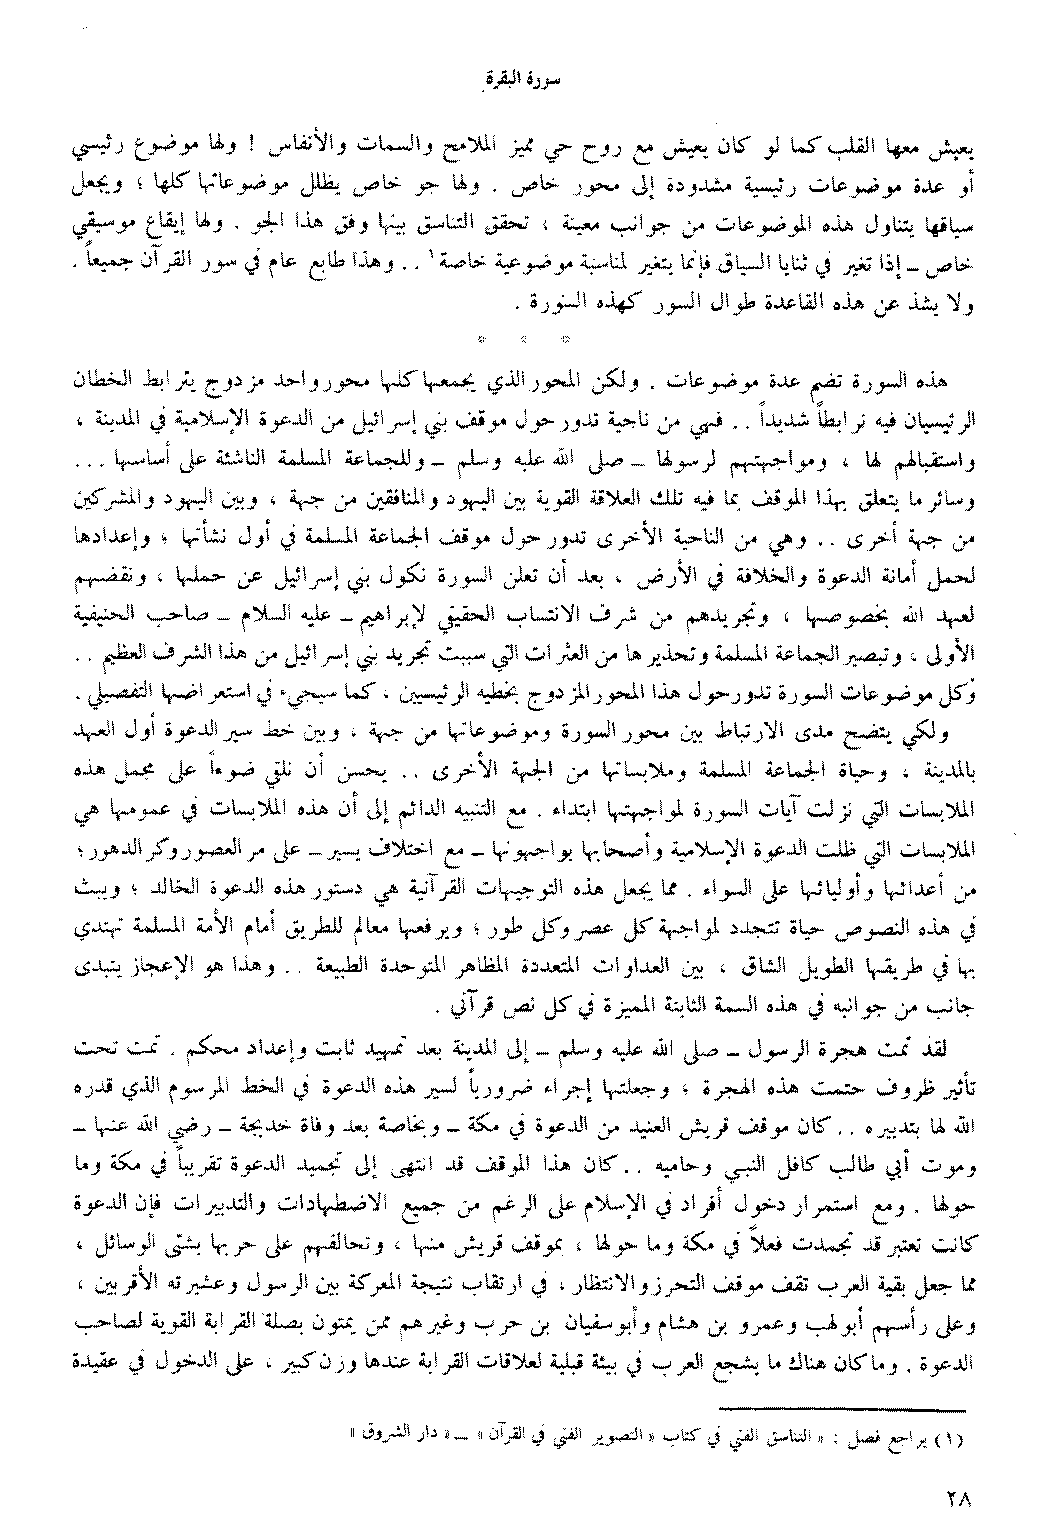 سورة البقرة
يعيش معها القلب كما لو كان يعيش مع روح حي مميز الملامح والسمات والأنفاس ! ولها موضوع رئيسي
أو عدة موضوعات رئيسية مشدودة إلى محور خاص . ولها جو خاص يظلل موضوعاتها كلها ؛ ويجعل
سياقها يتناول هذه الموضوعات من جوانب معينة ، تحقق التناسق بينها وفق هذا الجو . ولها إيقاع موسيقي
خاص – إذا تغير في ثنايا السياق فإنما يتغير لمناسبة موضوعية خاصة ١ .. وهذا طابع عام في سور القرآن جميعاً .
ولا يشذ عن هذه القاعدة طوال السور كهذه السورة .
* * *
هذه السورة تضم عدة موضوعات . ولكن المحور الذي يجمعها كلها محور واحد مزدوج يترابط الخطان
الرئيسيان فيه ترابطاً شديداً .. فهي من ناحية تدور حول موقف بني إسرائيل من الدعوة الإسلامية في المدينة ،
واستقبالهم لها ، ومواجهتهم لرسولها – صلى الله عليه وسلم – وللجماعة المسلمة الناشئة على أساسها ...
وسائر ما يتعلق بهذا الموقف بما فيه تلك العلاقة القوية بين اليهود والمنافقين من جهة ، وبين اليهود والمشركين
من جهة أخرى .. وهي من الناحية الأخرى تدور حول موقف الجماعة المسلمة في أول نشأتها ؛ وإعدادها
لحمل أمانة الدعوة والخلافة في الأرض ، بعد أن تعلن السورة نكول بني إسرائيل عن حملها ، ونقضهم
لعهد الله بخصوصها ، وتجريدهم من شرف الانتساب الحقيقي لإبراهيم – عليه السلام – صاحب الحنيفية
الأولى ، وتبصير الجماعة المسلمة وتحذيرها من العثرات التي سببت تجريد بني إسرائيل من هذا الشرف العظيم ..
وكل موضوعات السورة تدور حول هذا المحور المزدوج بخطيه الرئيسيين ، كما سيجيء في استعراضها التفصيلي .
ولكي يتضح مدى الارتباط بين محور السورة وموضوعاتها من جهة ، وبين خط سير الدعوة أول العهد
بالمدينة ، وحياة الجماعة المسلمة وملابساتها من الجهة الأخرى .. يحسن أن نلقي ضوءاً على مجمل هذه
الملابسات التي نزلت آيات السورة لمواجهتها ابتداء . مع التنبيه الدائم إلى أن هذه الملابسات في عمومها هي
الملابسات التي ظلت الدعوة الإسلامية وأصحابها يواجهونها – مع اختلاف يسير – على مر العصور وكر الدهور ؛
من أعدائها وأوليائها على السواء . مما يجعل هذه التوجيهات القرآنية هي دستور هذه الدعوة الخالد ؛ ويبث
في هذه النصوص حياة تتجدد لمواجهة كل عصر وكل طور ؛ ويرفعها معالم للطريق أمام الأمة المسلمة تهتدي
بها في طريقها الطويل الشاق ، بين العداوات المتعددة المظاهر المتوحدة الطبيعة .. وهذا هو الإعجاز يتبدى
جانب من جوانبه في هذه السمة الثابتة المميزة في كل نص قرآني .
لقد تمت هجرة الرسول – صلى الله عليه وسلم – إلى المدينة بعد تمهيد ثابت وإعداد محكم . تمت تحت
تأثير ظروف حتمت هذه الهجرة ؛ وجعلتها إجراء ضرورياً لسير هذه الدعوة في الخط المرسوم الذي قدره
الله لها بتدبيره .. كان موقف قريش العنيد من الدعوة في مكة – وبخاصة بعد وفاة خديجة – رضي الله عنها –
وموت أبي طالب كافل النبي وحاميه .. كان هذا الموقف قد انتهى إلى تجميد الدعوة تقريباً في مكة وما
حولها . ومع استمرار دخول أفراد في الإسلام على الرغم من جميع الاضطهادات والتدبيرات فإن الدعوة
كانت تعتبر قد تجمدت فعلاً في مكة وما حولها ، بموقف قريش منها ، وتحالفهم على حربها بشتى الوسائل ،
مما جعل بقية العرب تقف موقف التحرز والانتظار ، في ارتقاب نتيجة المعركة بين الرسول وعشيرته الأقربين ،
وعلى رأسهم أبو لهب وعمرو بن هشام وأبو سفيان بن حرب وغيرهم ممن يمتون بصلة القرابة القوية لصاحب
الدعوة . وما كان هناك ما يشجع العرب في بيئة قبلية لعلاقات القرابة عندها وزن كبير ، على الدخول في عقيدة
(١) يراجع فصل : « التناسق الفني في كتاب « التصوير الفني في القرآن » – « دار الشروق »
٢٨